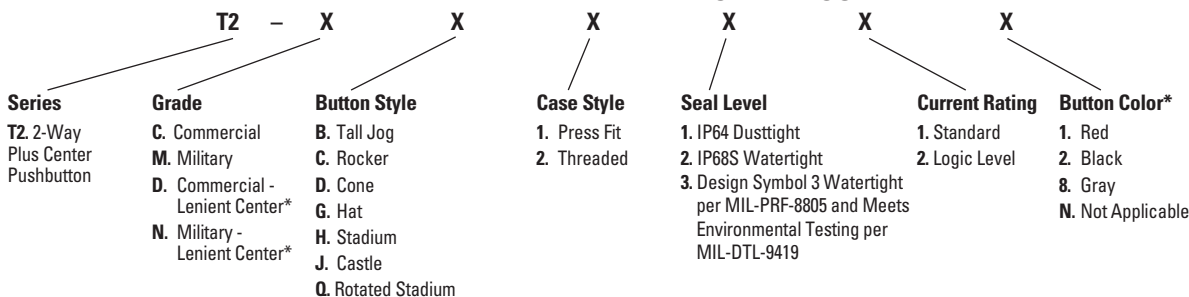 T2 – X X X X X X
Series
T2. 2-Way
Plus Center
Pushbutton
Grade
C. Commercial
M. Military
D. Commercial -
Lenient Center*
N. Military -
Lenient Center*
Button Style
B. Tall Jog
C. Rocker
D. Cone
G. Hat
H. Stadium
J. Castle
Q. Rotated Stadium
Case Style
1. Press Fit
2. Threaded
Seal Level
1. IP64 Dusttight
2. IP68S Watertight
3. Design Symbol 3 Watertight
per MIL-PRF-8805 and Meets
Environmental Testing per
MIL-DTL-9419
Current Rating
1. Standard
2. Logic Level
Button Color*
1. Red
2. Black
8. Gray
N. Not Applicable